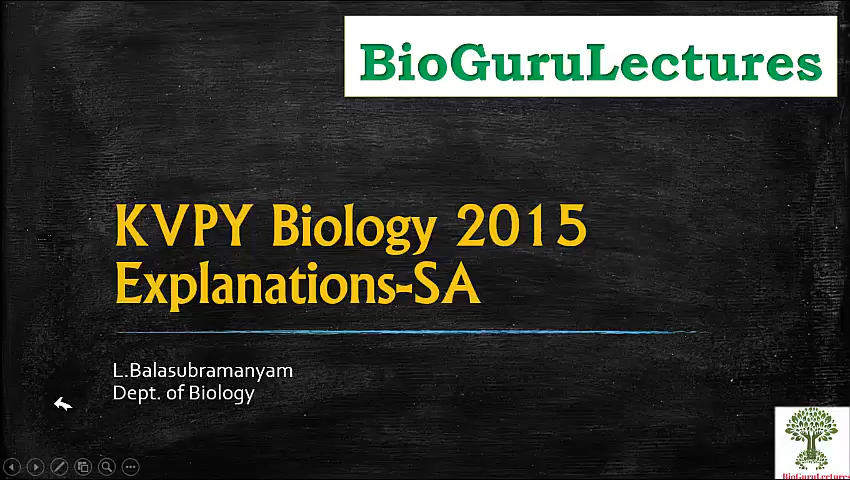 BioGuruLectures
KVPY Biology 2015
Explanations-SA
L.Balasubramanyam
Dept. of Biology
BioGuruLectures